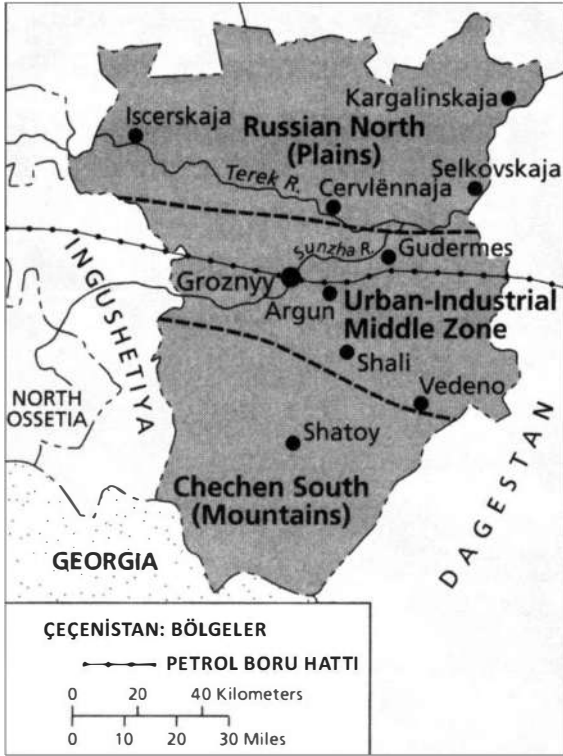 Kargalinskaja
Iscerskaja
Russian North
(Plains)
Selkovskaja
Terek R.
Cervlënnaja
Sunzha R.
Gudermes
INGUSHETIYA
Groznyy
Argun
Urban-Industrial
Middle Zone
Shali
NORTH
OSSETIA
Vedeno
Shatoy
DAGESTAN
Chechen South
(Mountains)
GEORGIA
ÇEÇENİSTAN: BÖLGELER
PETROL BORU HATTI
0 20 40 Kilometers
0 10 20 30 Miles